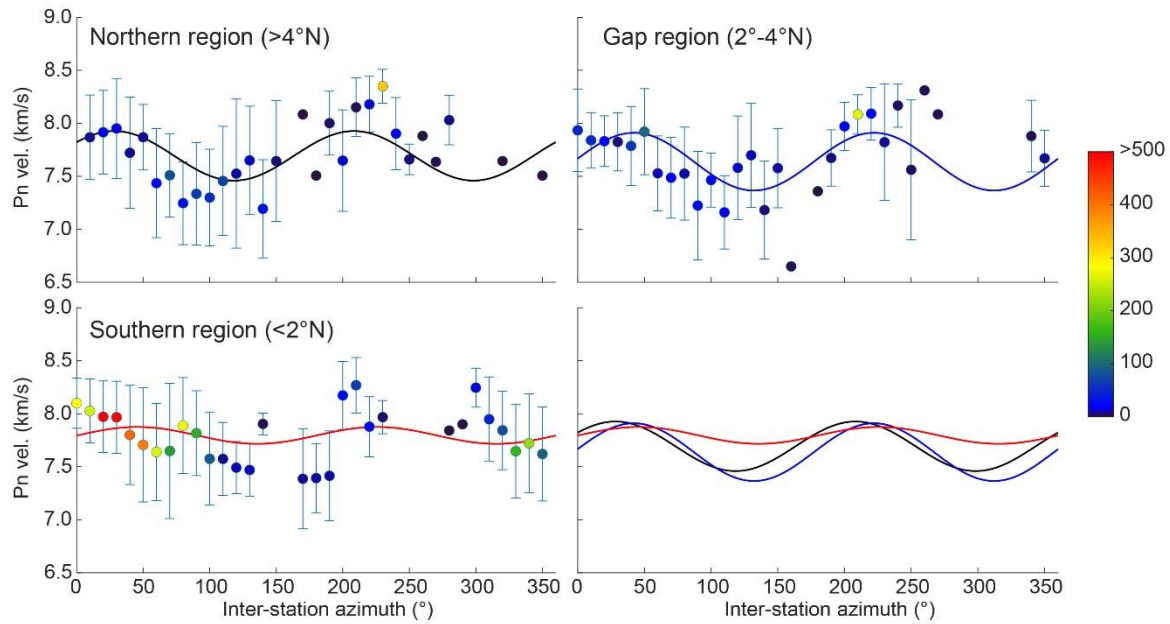 9.0
Northern region (>4°N)
Gap region (2°-4°N)
8.5
8.0
7.5
7.0
6.5
Pn vel. (km/s)
>500
400
300
200
100
0
9.0
Southern region (<2°N)
8.5
8.0
7.5
7.0
6.5
Pn vel. (km/s)
0 50 100 150 200 250 300 350
0 50 100 150 200 250 300 350
Inter-station azimuth (°)
Inter-station azimuth (°)